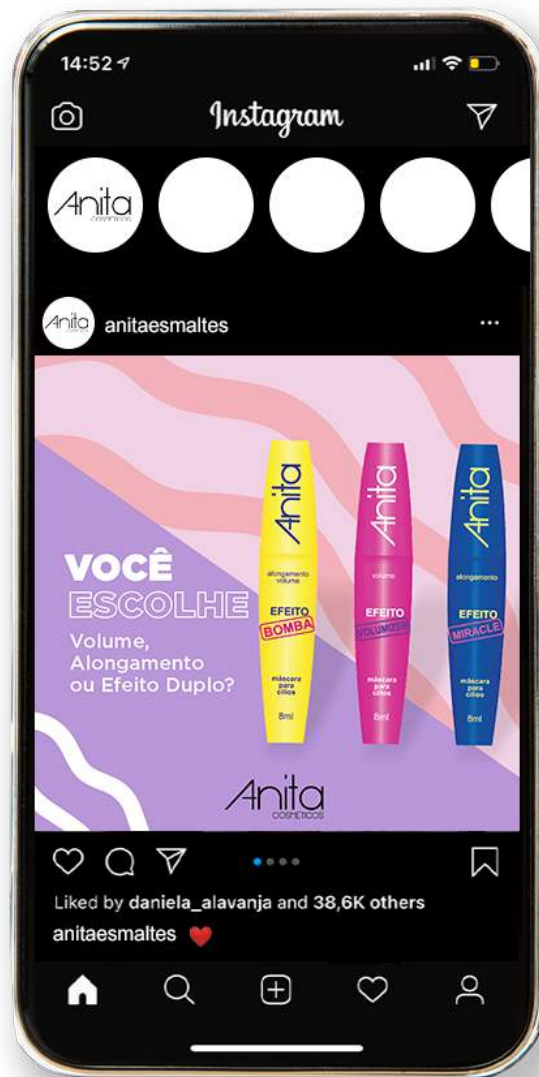 14:52
Instagram
Anita
COSMÉTICOS
Anita
anitaesmaltes
VOCÊ
ESCOLHE
Volume,
Alongamento
ou Efeito Duplo?
Anita
alongamento
volume
EFEITO
BOMBA
máscara
para
cílios
8ml
Anita
volume
EFEITO
VOLUMIZER
máscara
para
cílios
8ml
Anita
alongamento
EFEITO
MIRACLE
máscara
para
cílios
8ml
Anita
COSMÉTICOS
Liked by daniela_alavanja and 38,6K others
anitaesmaltes ❤️